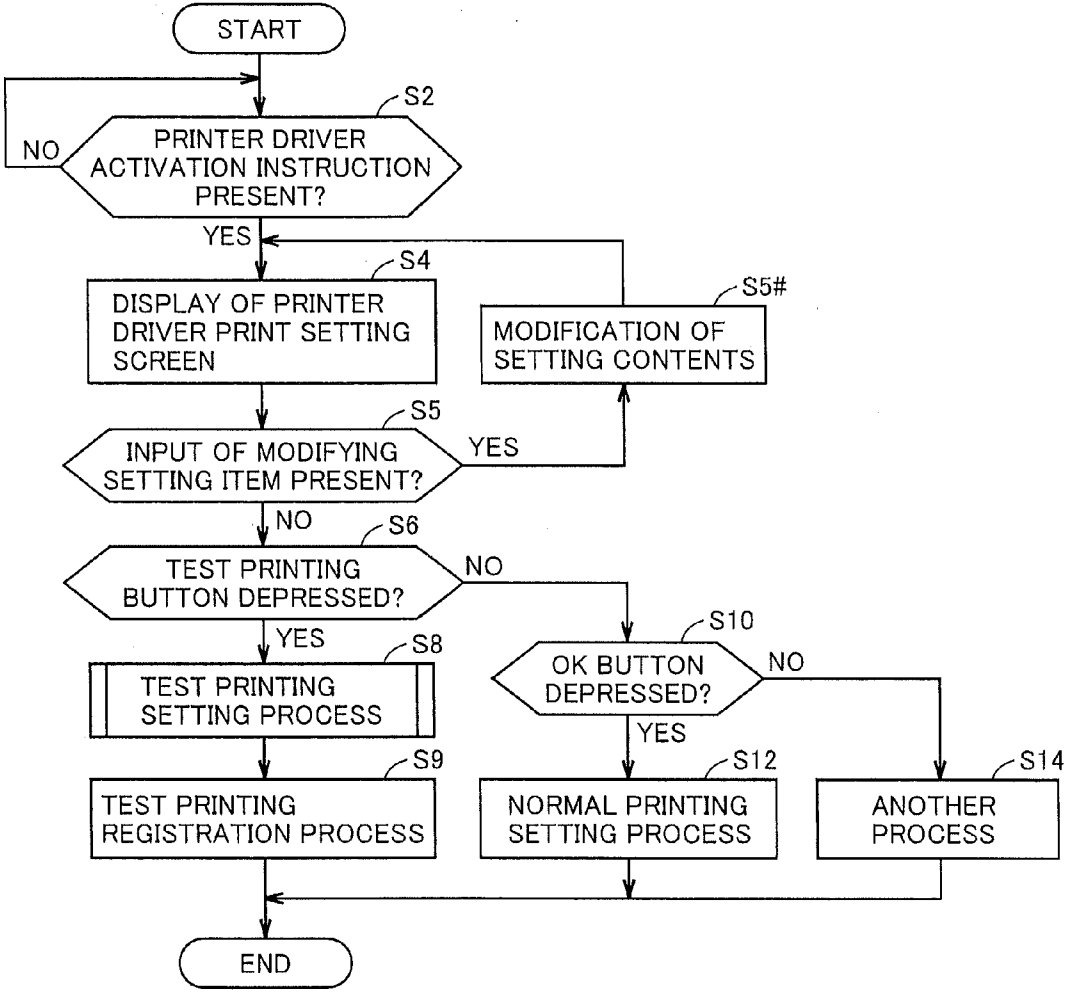 START
S2
PRINTER DRIVER
ACTIVATION INSTRUCTION
PRESENT?
NO
YES
S4
DISPLAY OF PRINTER
DRIVER PRINT SETTING
SCREEN
S5#
MODIFICATION OF
SETTING CONTENTS
S5
INPUT OF MODIFYING
SETTING ITEM PRESENT?
YES
NO
S6
TEST PRINTING
BUTTON DEPRESSED?
NO
YES
S8
TEST PRINTING
SETTING PROCESS
S10
OK BUTTON
DEPRESSED?
NO
YES
S9
TEST PRINTING
REGISTRATION PROCESS
S12
NORMAL PRINTING
SETTING PROCESS
S14
ANOTHER
PROCESS
END